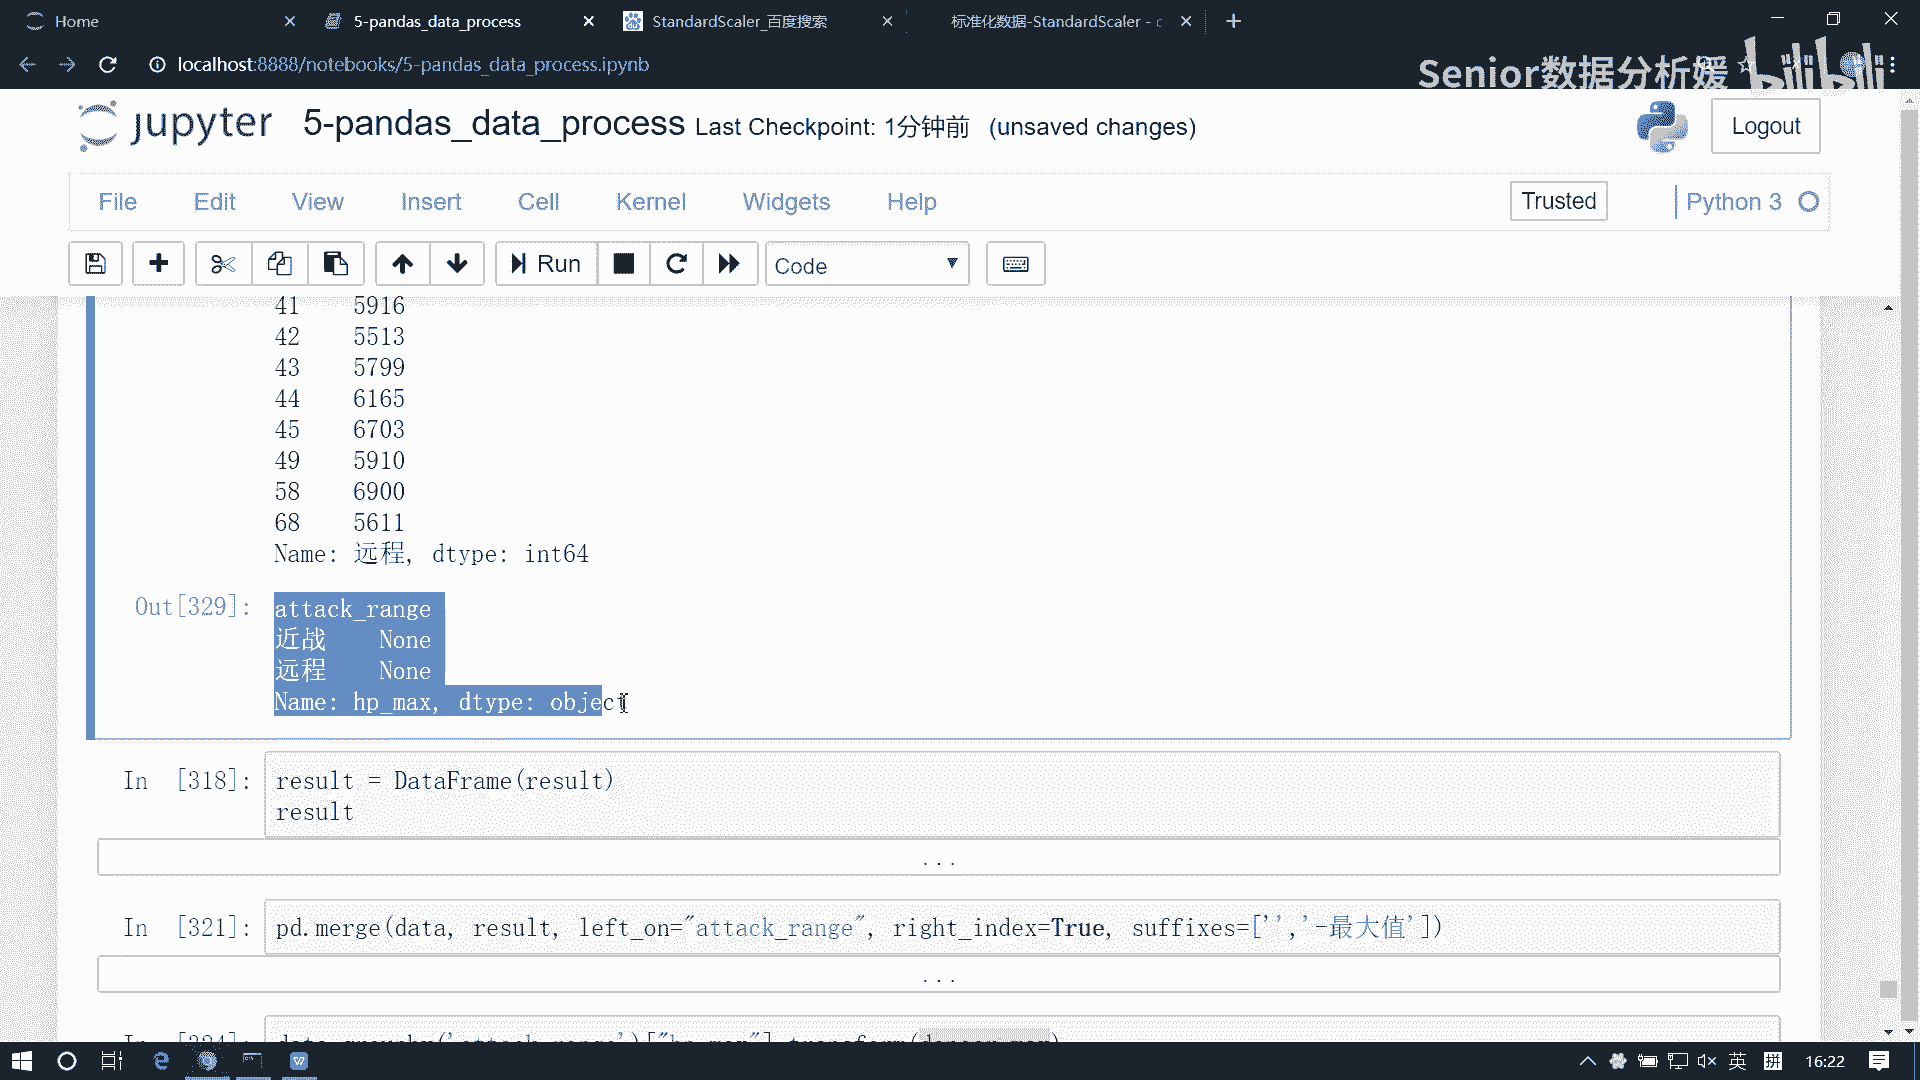 Home
5-pandas_data_process
StandardScaler_百度搜索
标准化数据-StandardScaler - c
localhost:8888/notebooks/5-pandas_data_process.ipynb
Senior数据分析媛
bilibili
jupyter
5-pandas_data_process Last Checkpoint: 1分钟前 (unsaved changes)
Logout
File Edit View Insert Cell Kernel Widgets Help
Trusted
Python 3
Run
Code
41 5916
42 5513
43 5799
44 6165
45 6703
49 5910
58 6900
68 5611
Name: 远程, dtype: int64
Out[329]:
attack_range
近战 None
远程 None
Name: hp_max, dtype: object
In [318]:
result = DataFrame(result)
result
...
In [321]:
pd.merge(data, result, left_on="attack_range", right_index=True, suffixes=['','-最大值'])
...
英
拼
16:22